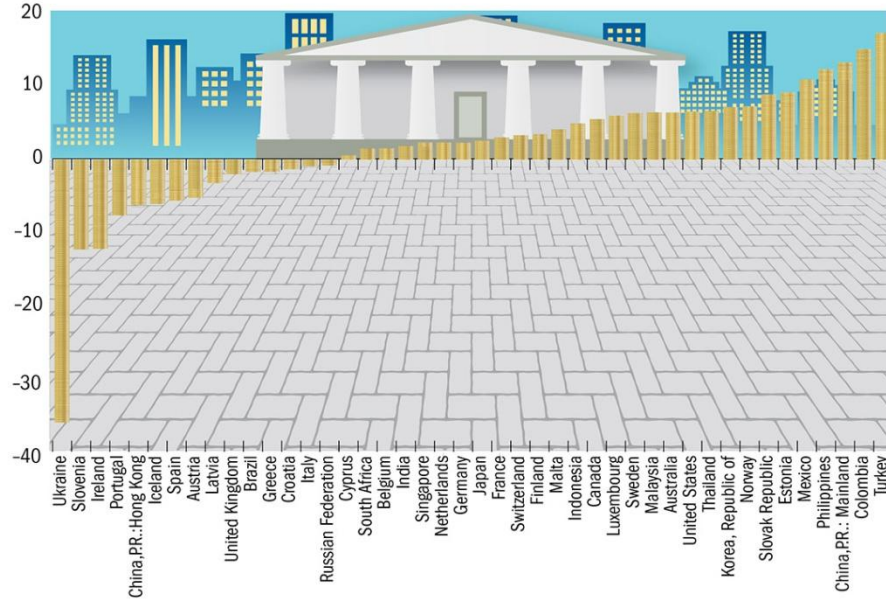 20
10
0
–10
–20
–30
–40
Ukraine
Slovenia
Ireland
Portugal
China,P.R.:Hong Kong
Iceland
Spain
Austria
Latvia
United Kingdom
Brazil
Greece
Croatia
Italy
Russian Federation
Cyprus
South Africa
Belgium
India
Singapore
Netherlands
Germany
Japan
France
Switzerland
Finland
Malta
Indonesia
Canada
Luxembourg
Sweden
Malaysia
Australia
United States
Thailand
Korea, Republic of
Norway
Slovak Republic
Estonia
Mexico
Philippines
China,P.R.: Mainland
Colombia
Turkey